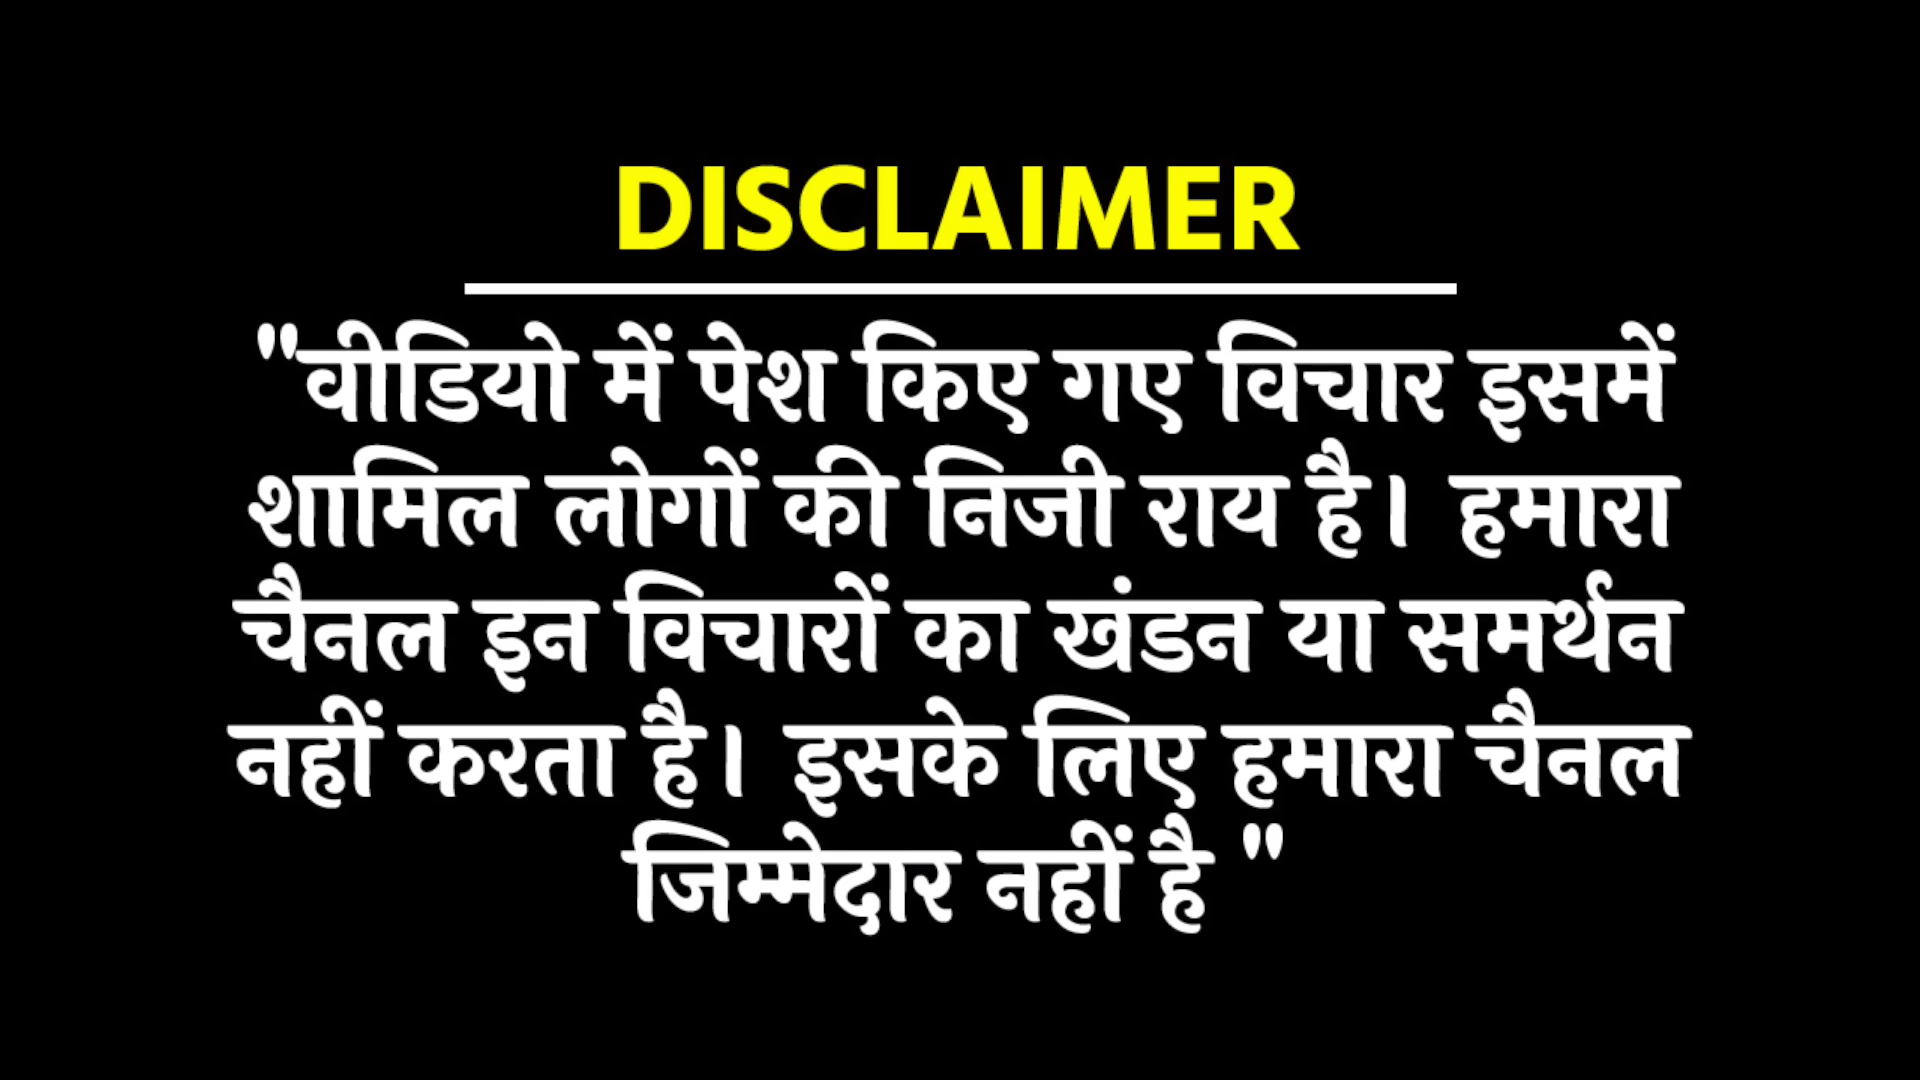 DISCLAIMER
"वीडियो में पेश किए गए विचार इसमें
शामिल लोगों की निजी राय है। हमारा
चैनल इन विचारों का खंडन या समर्थन
नहीं करता है। इसके लिए हमारा चैनल
जिम्मेदार नहीं है "